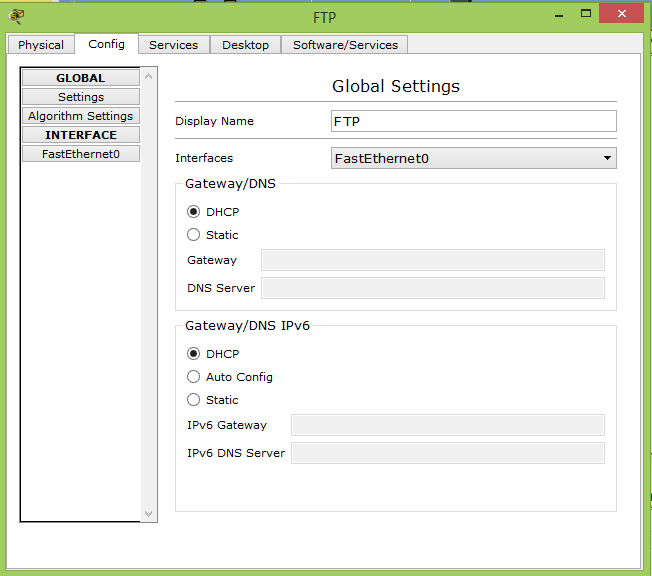 FTP
Physical Config Services Desktop Software/Services
GLOBAL
Settings
Algorithm Settings
INTERFACE
FastEthernet0
Global Settings
Display Name FTP
Interfaces FastEthernet0
Gateway/DNS
DHCP
Static
Gateway
DNS Server
Gateway/DNS IPv6
DHCP
Auto Config
Static
IPv6 Gateway
IPv6 DNS Server